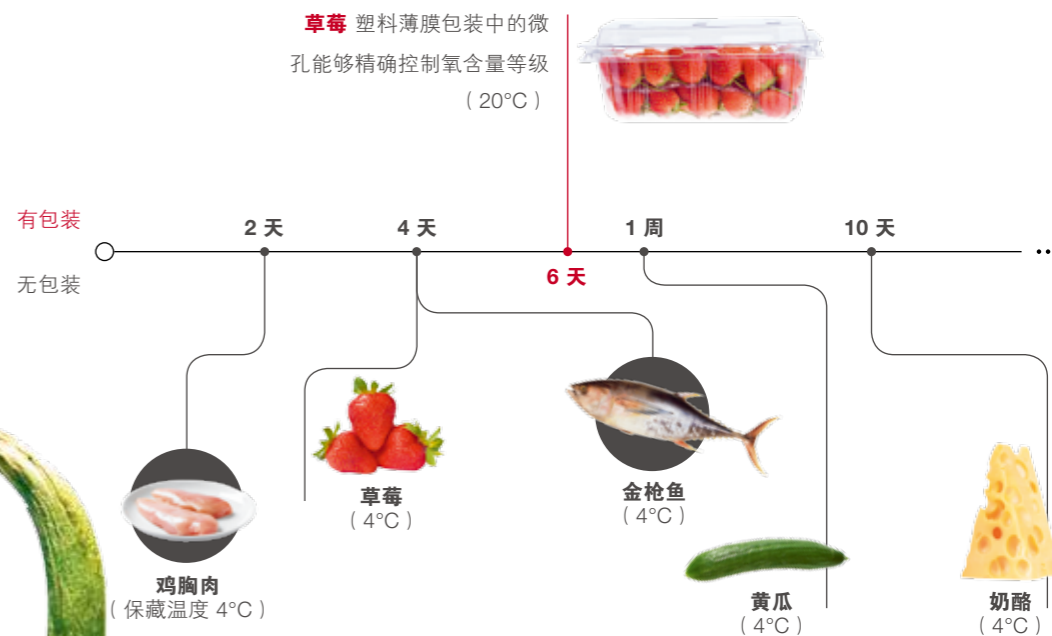 草莓 塑料薄膜包装中的微
孔能够精确控制氧含量等级
（20°C）
有包装
2 天
4 天
1 周
10 天
6 天
无包装
草莓
（4°C）
金枪鱼
（4°C）
鸡胸肉
（保藏温度 4°C）
黄瓜
（4°C）
奶酪
（4°C）